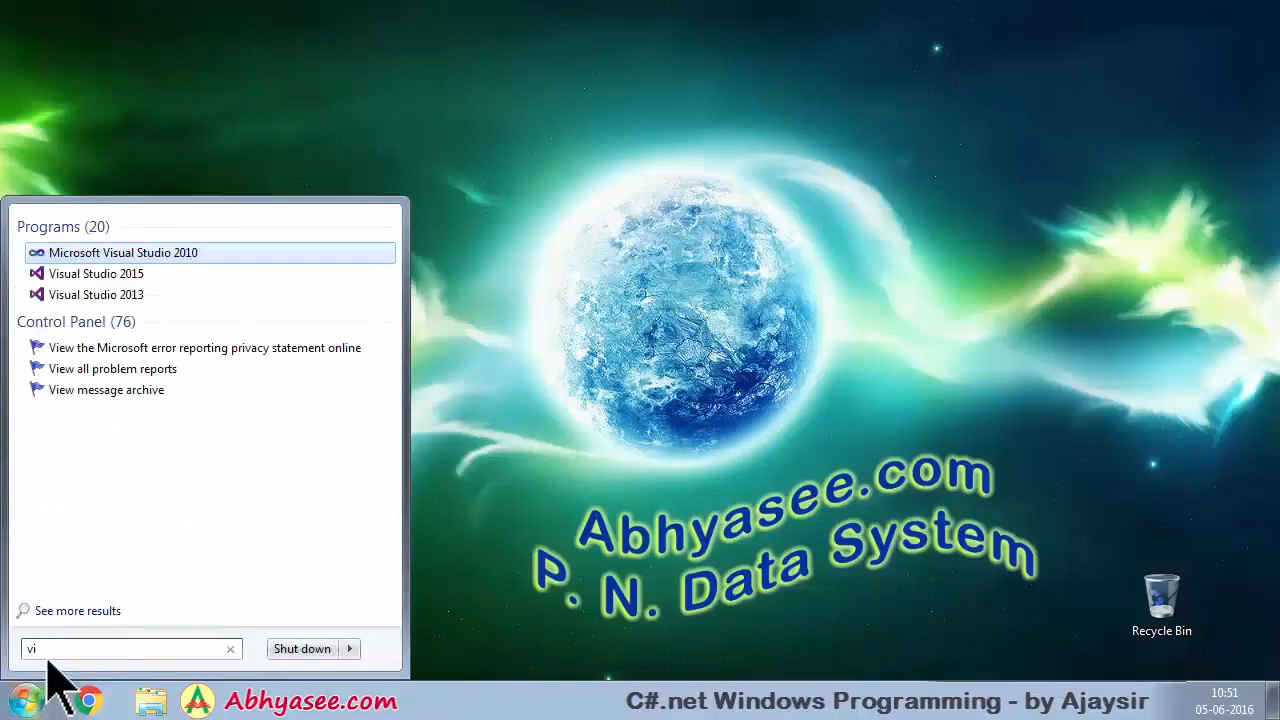 Programs (20)
Microsoft Visual Studio 2010
Visual Studio 2015
Visual Studio 2013
Control Panel (76)
View the Microsoft error reporting privacy statement online
View all problem reports
View message archive
See more results
vi
Shut down
Abhyasee.com
P. N. Data System
Recycle Bin
Abhyasee.com
C#.net Windows Programming - by Ajaysir
10:51
05-06-2016